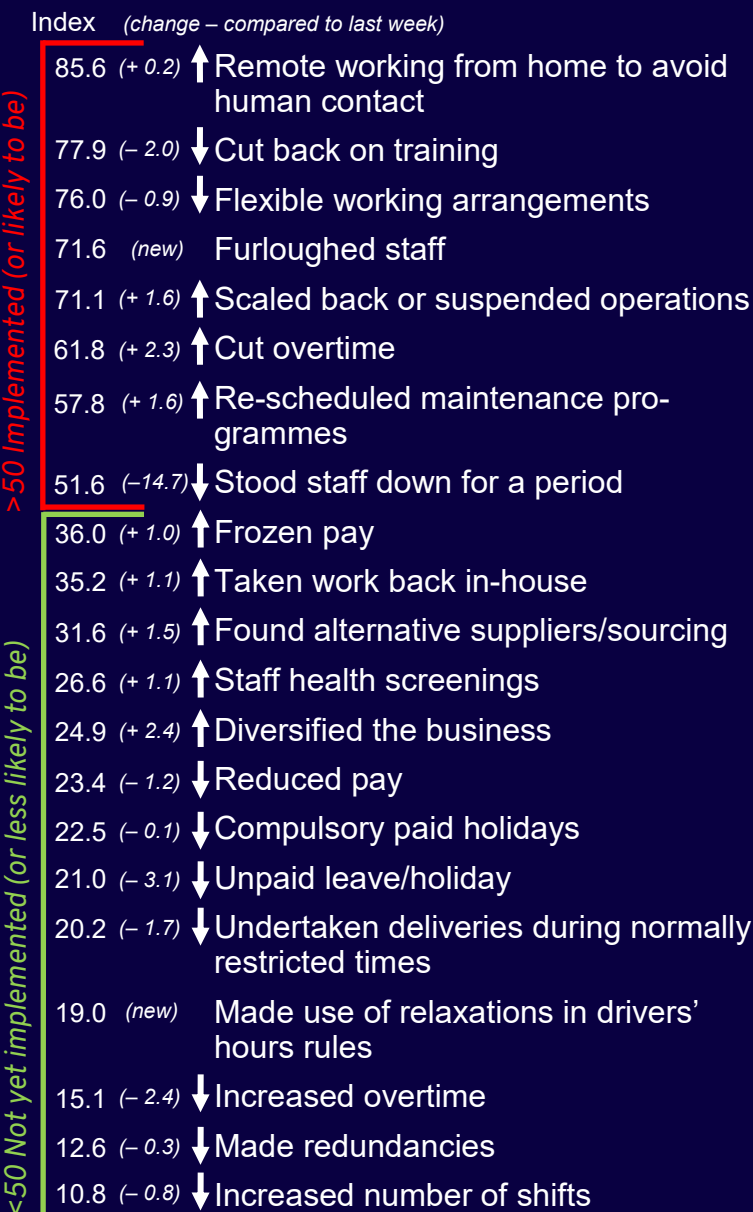 Index (change – compared to last week)
>50 Implemented (or likely to be)
85.6 (+ 0.2) Remote working from home to avoid
human contact
77.9 (– 2.0) Cut back on training
76.0 (– 0.9) Flexible working arrangements
71.6 (new) Furloughed staff
71.1 (+ 1.6) Scaled back or suspended operations
61.8 (+ 2.3) Cut overtime
57.8 (+ 1.6) Re-scheduled maintenance pro-
grammes
51.6 (–14.7) Stood staff down for a period
<50 Not yet implemented (or less likely to be)
36.0 (+ 1.0) Frozen pay
35.2 (+ 1.1) Taken work back in-house
31.6 (+ 1.5) Found alternative suppliers/sourcing
26.6 (+ 1.1) Staff health screenings
24.9 (+ 2.4) Diversified the business
23.4 (– 1.2) Reduced pay
22.5 (– 0.1) Compulsory paid holidays
21.0 (– 3.1) Unpaid leave/holiday
20.2 (– 1.7) Undertaken deliveries during normally
restricted times
19.0 (new) Made use of relaxations in drivers’
hours rules
15.1 (– 2.4) Increased overtime
12.6 (– 0.3) Made redundancies
10.8 (– 0.8) Increased number of shifts